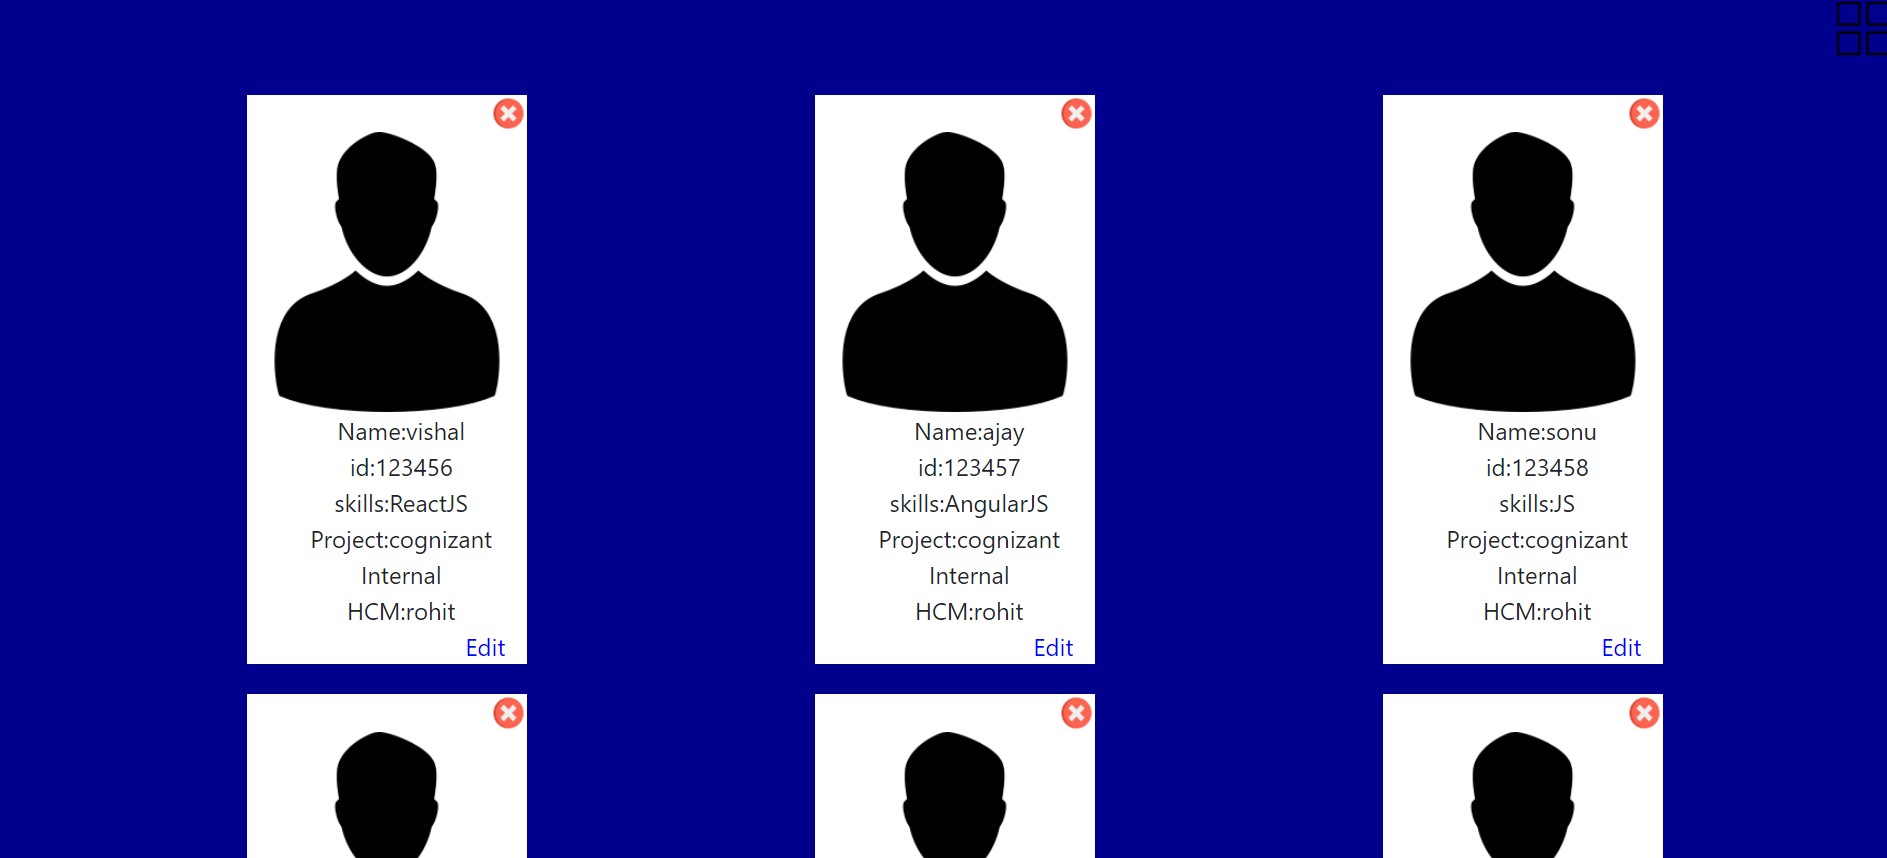 Name:vishal
id:123456
skills:ReactJS
Project:cognizant
Internal
HCM:rohit
Edit
Name:ajay
id:123457
skills:AngularJS
Project:cognizant
Internal
HCM:rohit
Edit
Name:sonu
id:123458
skills:JS
Project:cognizant
Internal
HCM:rohit
Edit